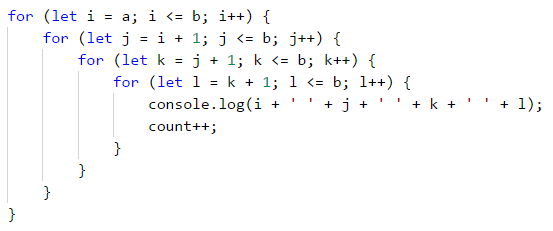 for (let i = a; i <= b; i++) {
    for (let j = i + 1; j <= b; j++) {
        for (let k = j + 1; k <= b; k++) {
            for (let l = k + 1; l <= b; l++) {
                console.log(i + ' ' + j + ' ' + k + ' ' + l);
                count++;
            }
        }
    }
}